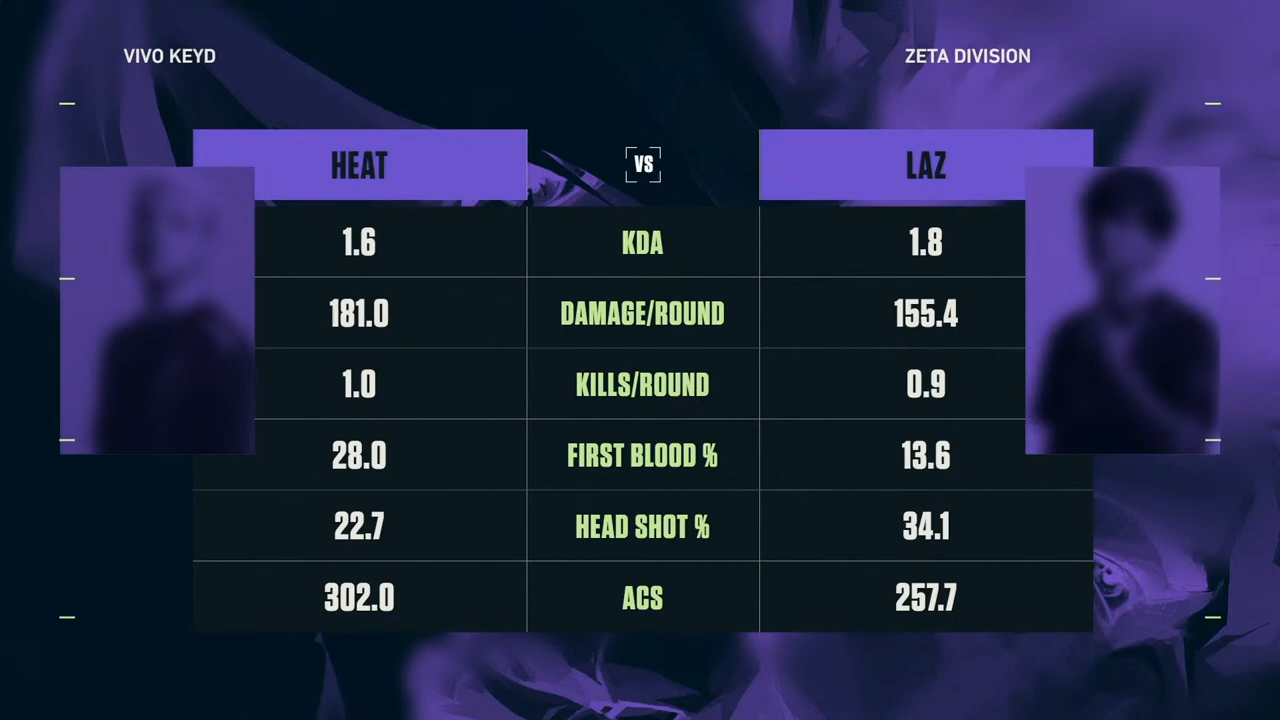 VIVO KEYD ZETA DIVISION
HEAT VS LAZ
1.6 KDA 1.8
181.0 DAMAGE/ROUND 155.4
1.0 KILLS/ROUND 0.9
28.0 FIRST BLOOD % 13.6
22.7 HEAD SHOT % 34.1
302.0 ACS 257.7